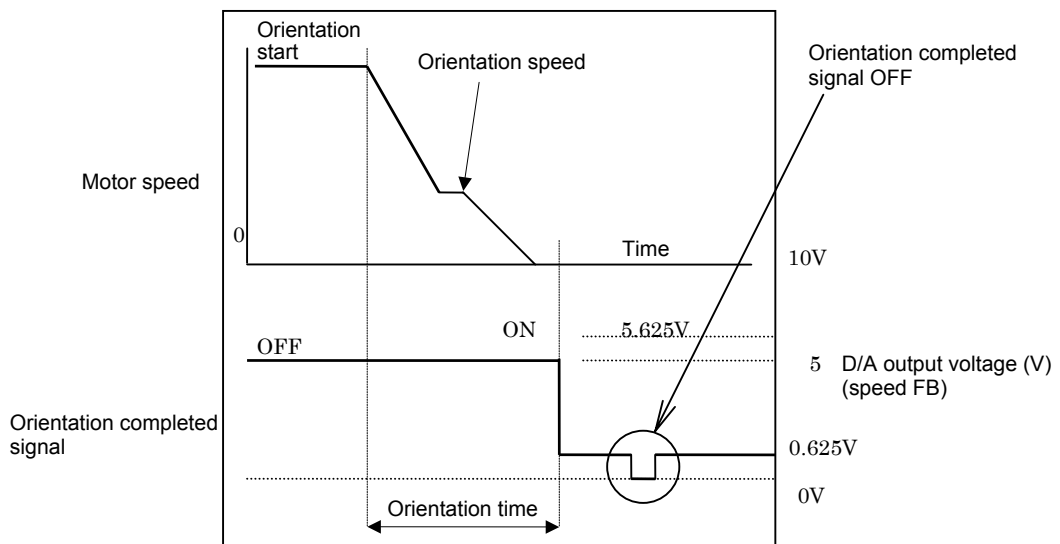 Orientation
start
Orientation speed
Orientation completed
signal OFF
Motor speed
0
Time
10V
ON
5.625V
OFF
5
D/A output voltage (V)
(speed FB)
Orientation completed
signal
0.625V
0V
Orientation time